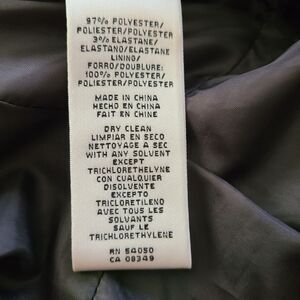 97% POLYESTER/
POLIESTER/POLYESTER
3% ELASTANE/
ELASTANO/ELASTANE
LINING/
FORRO/DOUBLURE:
100% POLYESTER/
POLIESTER/POLYESTER
MADE IN CHINA
HECHO EN CHINA
FAIT EN CHINE
DRY CLEAN
LIMPIAR EN SECO
NETTOYAGE A SEC
WITH ANY SOLVENT
EXCEPT
TRICHLORETHELYNE
CON CUALQUIER
DISOLVENTE
EXCEPTO
TRICLORETILENO
AVEC TOUS LES
SOLVANTS
SAUF LE
TRICHLORETHYLENE
RN 54050
CA 08349